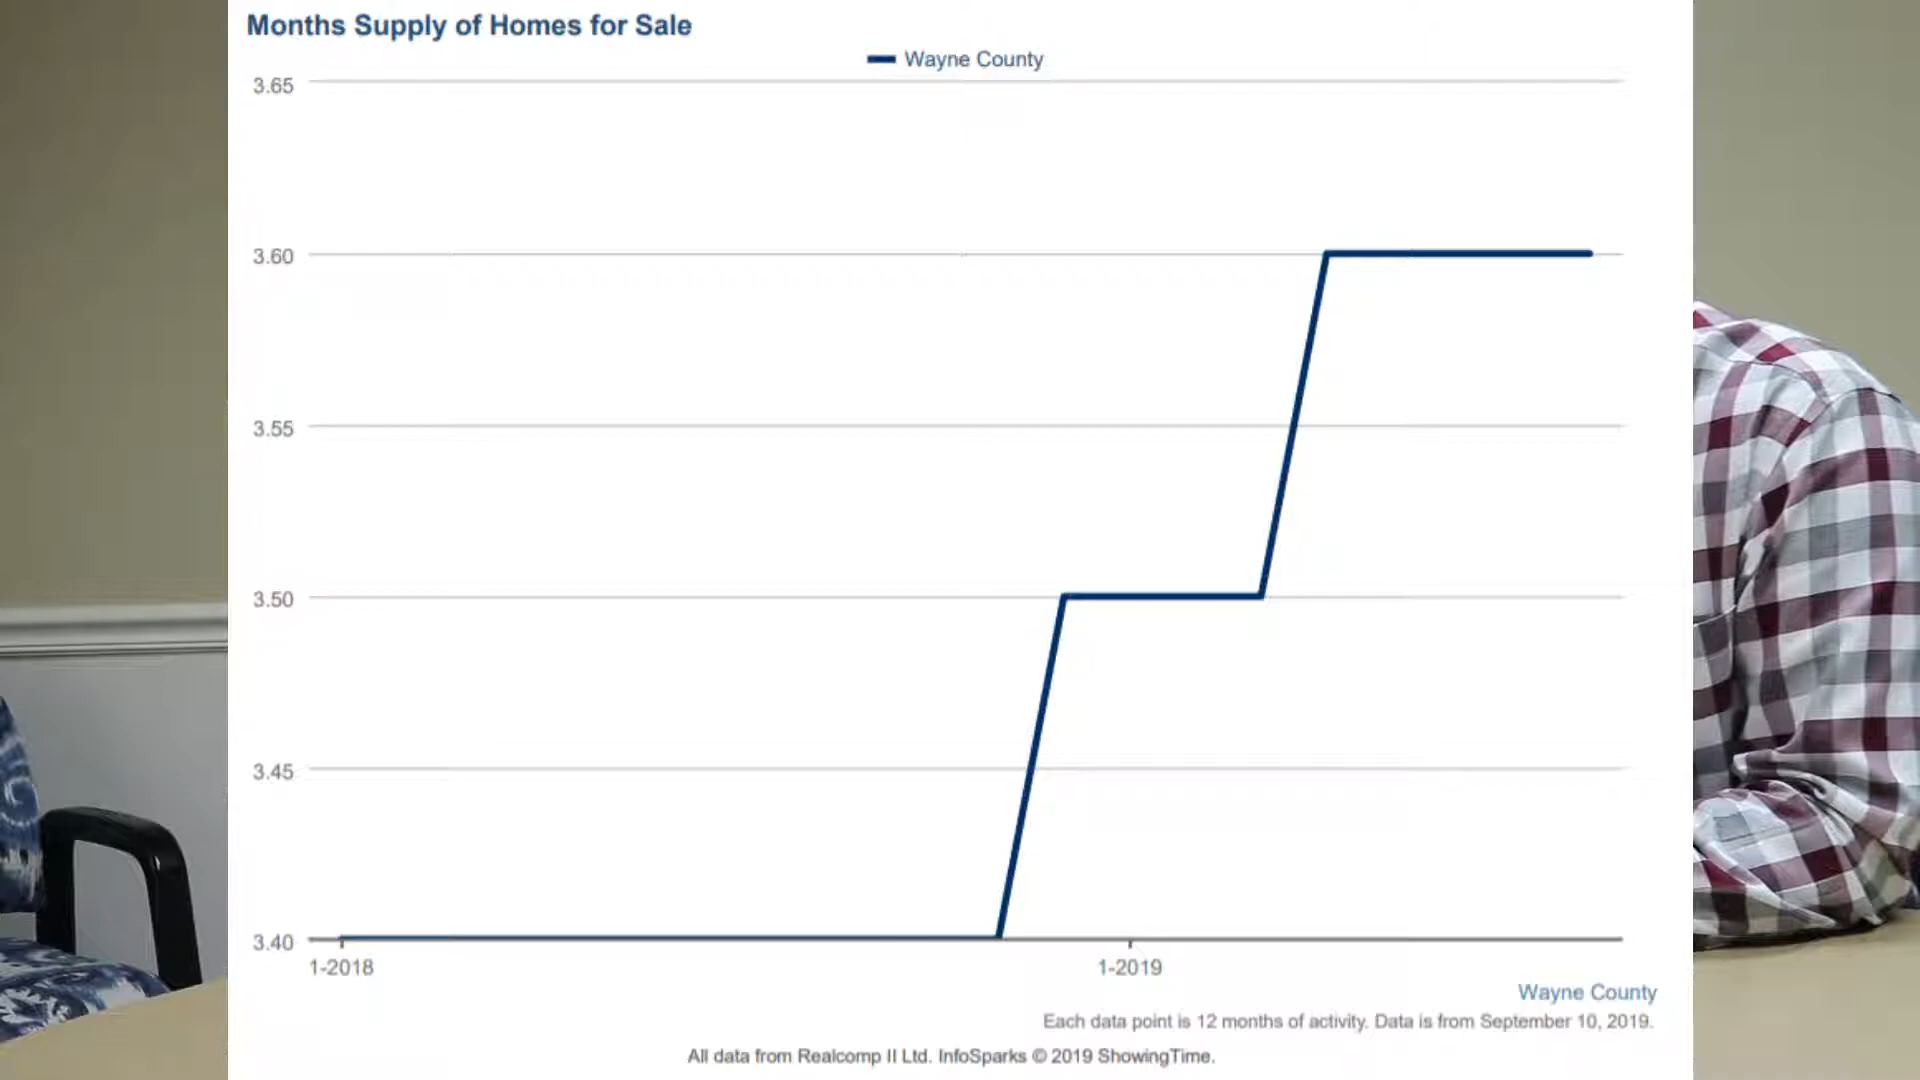 Months Supply of Homes for Sale
Wayne County
3.65
3.60
3.55
3.50
3.45
3.40
1-2018
1-2019
Wayne County
Each data point is 12 months of activity. Data is from September 10, 2019.
All data from Realcomp II Ltd. InfoSparks © 2019 ShowingTime.